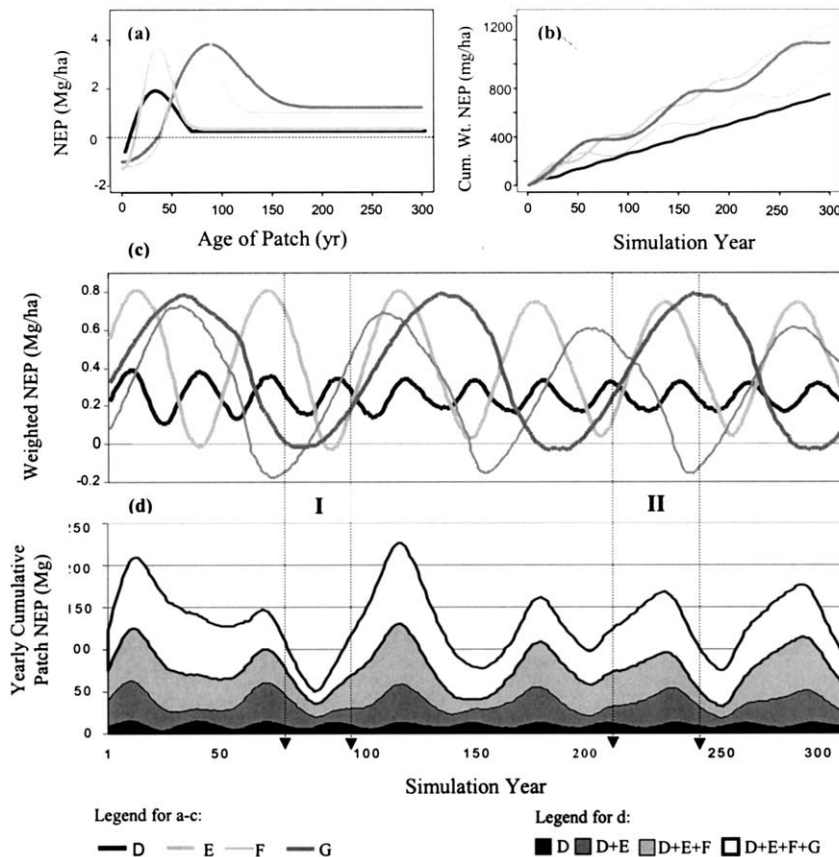 (a)
4
2
0
-2
NEP (Mg/ha)
0 50 100 150 200 250 300
Age of Patch (yr)
(b)
1200
800
400
0
Cum. Wt. NEP (mg/ha)
0 50 100 150 200 250 300
Simulation Year
(c)
0.8
0.6
0.4
0.2
0
-0.2
Weighted NEP (Mg/ha)
(d)
I
II
50
00
50
50
0
Yearly Cumulative
Patch NEP (Mg)
1 50 100 150 200 250 300
Simulation Year
Legend for a-c:
D E F G
Legend for d:
D D+E D+E+F D+E+F+G